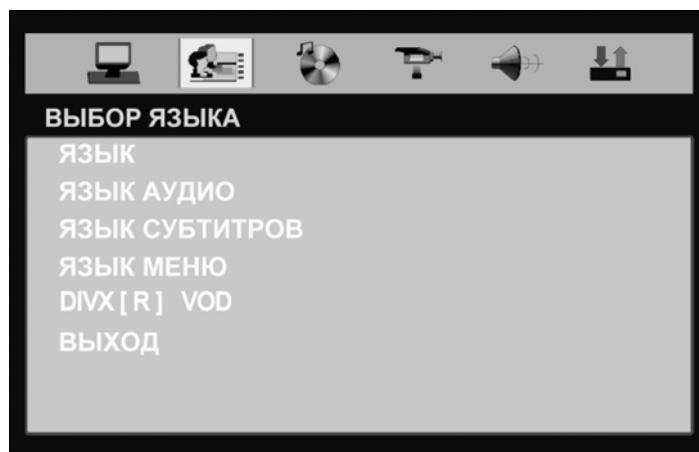 ВЫБОР ЯЗЫКА
ЯЗЫК
ЯЗЫК АУДИО
ЯЗЫК СУБТИТРОВ
ЯЗЫК МЕНЮ
DIVX [ R ] VOD
ВЫХОД